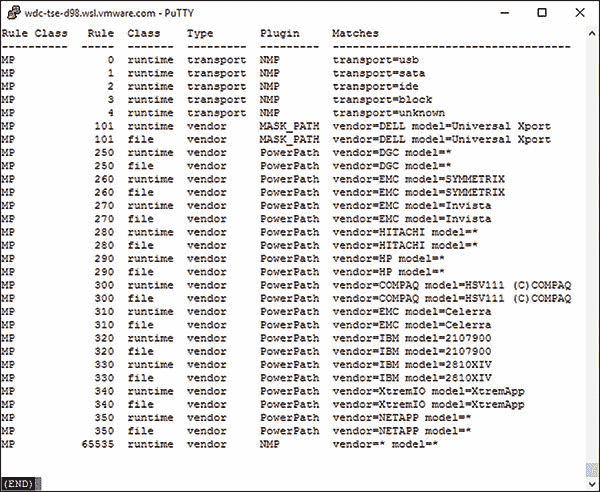 wdc-tse-d98.wsl.vmware.com - PuTTY
Rule Class Rule Class Type Plugin Matches
---------- ----- ------- --------- --------- ------------------------------------
MP 0 runtime transport NMP transport=usb
MP 1 runtime transport NMP transport=sata
MP 2 runtime transport NMP transport=ide
MP 3 runtime transport NMP transport=block
MP 4 runtime transport NMP transport=unknown
MP 101 runtime vendor MASK_PATH vendor=DELL model=Universal Xport
MP 101 file vendor MASK_PATH vendor=DELL model=Universal Xport
MP 250 runtime vendor PowerPath vendor=DGC model=*
MP 250 file vendor PowerPath vendor=DGC model=*
MP 260 runtime vendor PowerPath vendor=EMC model=SYMMETRIX
MP 260 file vendor PowerPath vendor=EMC model=SYMMETRIX
MP 270 runtime vendor PowerPath vendor=EMC model=Invista
MP 270 file vendor PowerPath vendor=EMC model=Invista
MP 280 runtime vendor PowerPath vendor=HITACHI model=*
MP 280 file vendor PowerPath vendor=HITACHI model=*
MP 290 runtime vendor PowerPath vendor=HP model=*
MP 290 file vendor PowerPath vendor=HP model=*
MP 300 runtime vendor PowerPath vendor=COMPAQ model=HSV111 (C)COMPAQ
MP 300 file vendor PowerPath vendor=COMPAQ model=HSV111 (C)COMPAQ
MP 310 runtime vendor PowerPath vendor=EMC model=Celerra
MP 310 file vendor PowerPath vendor=EMC model=Celerra
MP 320 runtime vendor PowerPath vendor=IBM model=2107900
MP 320 file vendor PowerPath vendor=IBM model=2107900
MP 330 runtime vendor PowerPath vendor=IBM model=2810XIV
MP 330 file vendor PowerPath vendor=IBM model=2810XIV
MP 340 runtime vendor PowerPath vendor=XtremIO model=XtremApp
MP 340 file vendor PowerPath vendor=XtremIO model=XtremApp
MP 350 runtime vendor PowerPath vendor=NETAPP model=*
MP 350 file vendor PowerPath vendor=NETAPP model=*
MP 65535 runtime vendor NMP vendor=* model=*
(END)